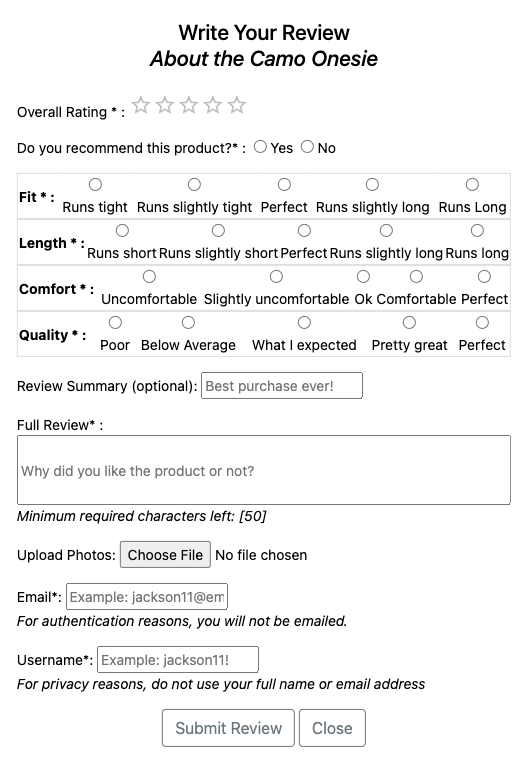 Write Your Review
About the Camo Onesie
Overall Rating * :
Do you recommend this product?* : Yes No
Fit * : Runs tight Runs slightly tight Perfect Runs slightly long Runs Long
Length * : Runs short Runs slightly short Perfect Runs slightly long Runs long
Comfort * : Uncomfortable Slightly uncomfortable Ok Comfortable Perfect
Quality * : Poor Below Average What I expected Pretty great Perfect
Review Summary (optional): Best purchase ever!
Full Review* :
Why did you like the product or not?
Minimum required characters left: [50]
Upload Photos: Choose File No file chosen
Email*: Example: jackson11@em
For authentication reasons, you will not be emailed.
Username*: Example: jackson11!
For privacy reasons, do not use your full name or email address
Submit Review Close